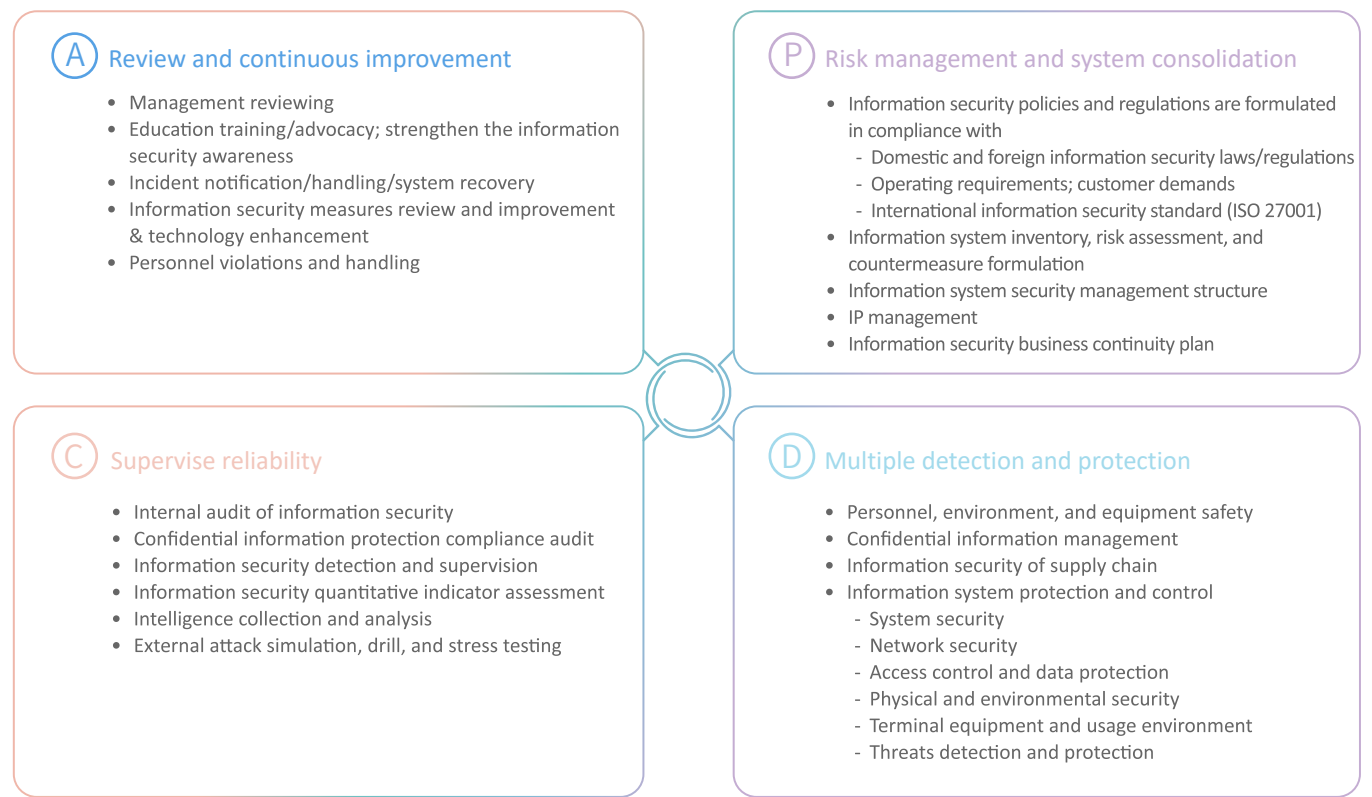 A Review and continuous improvement
• Management reviewing
• Education training/advocacy; strengthen the information
security awareness
• Incident notification/handling/system recovery
• Information security measures review and improvement
& technology enhancement
• Personnel violations and handling
P Risk management and system consolidation
• Information security policies and regulations are formulated
in compliance with
- Domestic and foreign information security laws/regulations
- Operating requirements; customer demands
- International information security standard (ISO 27001)
• Information system inventory, risk assessment, and
countermeasure formulation
• Information system security management structure
• IP management
• Information security business continuity plan
C Supervise reliability
• Internal audit of information security
• Confidential information protection compliance audit
• Information security detection and supervision
• Information security quantitative indicator assessment
• Intelligence collection and analysis
• External attack simulation, drill, and stress testing
D Multiple detection and protection
• Personnel, environment, and equipment safety
• Confidential information management
• Information security of supply chain
• Information system protection and control
- System security
- Network security
- Access control and data protection
- Physical and environmental security
- Terminal equipment and usage environment
- Threats detection and protection